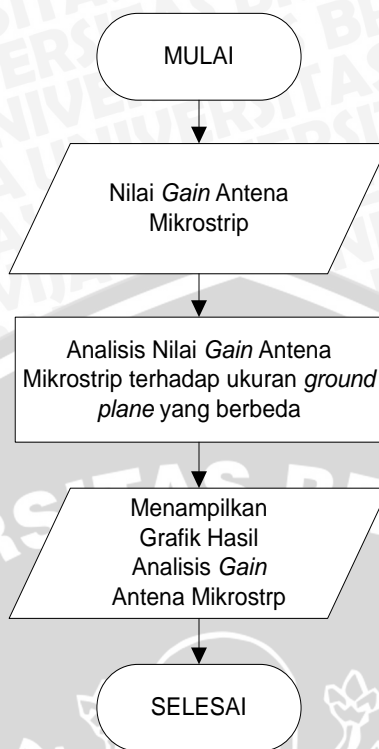 MULAI
Nilai Gain Antena
Mikrostrip
Analisis Nilai Gain Antena
Mikrostrip terhadap ukuran ground
plane yang berbeda
Menampilkan
Grafik Hasil
Analisis Gain
Antena Mikrostrp
SELESAI